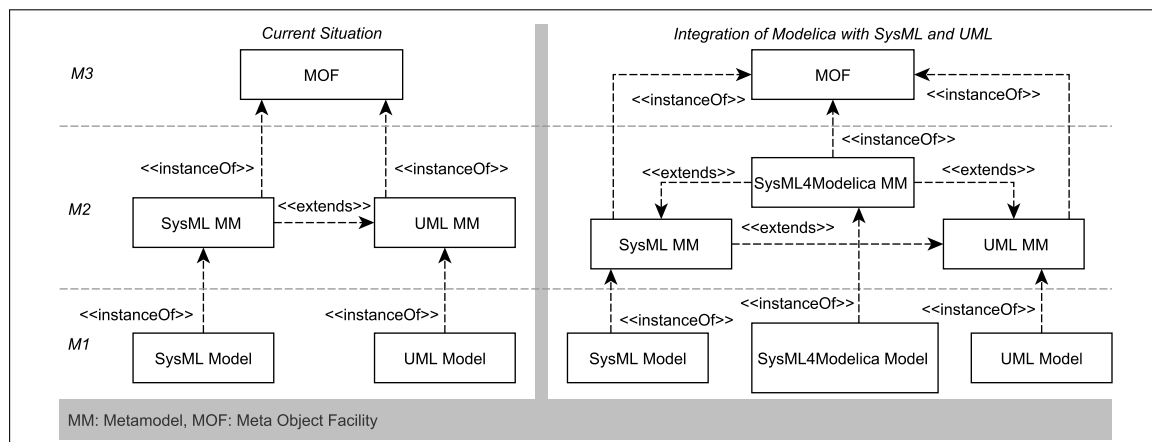 Current Situation
Integration of Modelica with SysML and UML
M3
MOF
MOF
<<instanceOf>>
<<instanceOf>>
<<instanceOf>>
<<instanceOf>>
<<instanceOf>>
M2
<<extends>>
<<extends>>
SysML4Modelica MM
<<extends>>
SysML MM
UML MM
<<extends>>
SysML MM
UML MM
<<instanceOf>>
<<instanceOf>>
<<instanceOf>>
<<instanceOf>>
<<instanceOf>>
M1
SysML Model
UML Model
SysML Model
SysML4Modelica Model
UML Model
MM: Metamodel, MOF: Meta Object Facility